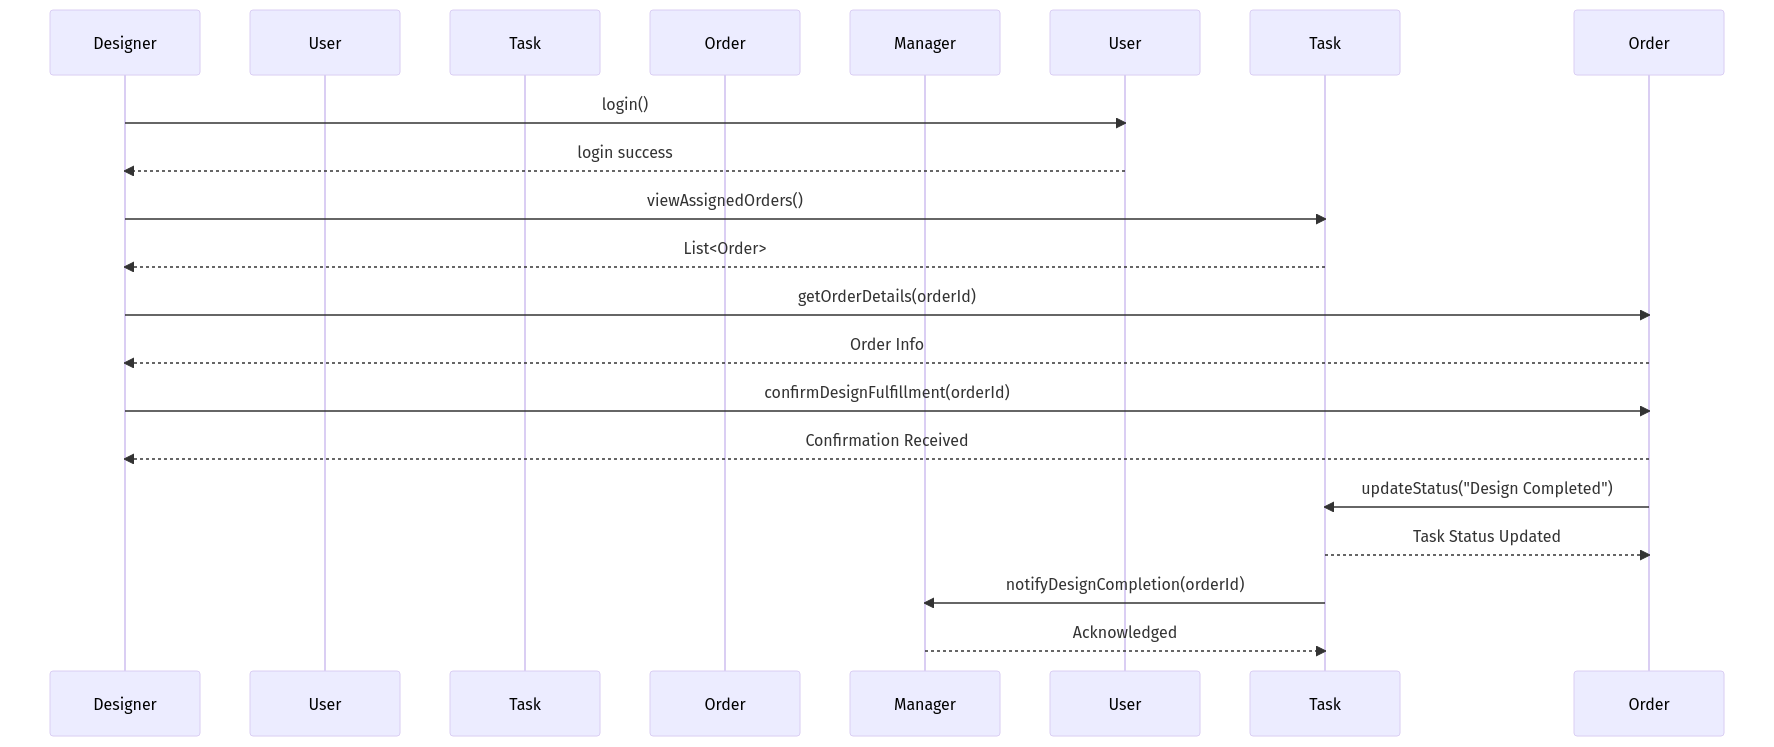 Designer
User
Task
Order
Manager
User
Task
Order
login()
login success
viewAssignedOrders()
List<Order>
getOrderDetails(orderId)
Order Info
confirmDesignFulfillment(orderId)
Confirmation Received
updateStatus("Design Completed")
Task Status Updated
notifyDesignCompletion(orderId)
Acknowledged
Designer
User
Task
Order
Manager
User
Task
Order